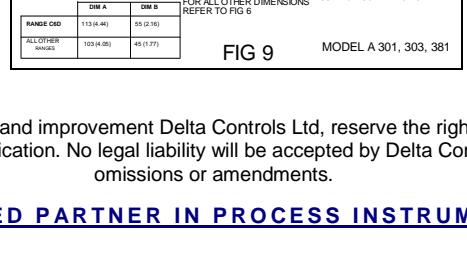 FOR ALL OTHER DIMENSIONS
REFER TO FIG 6
DIM A DIM B
RANGE C6D 113 (4.44) 55 (2.16)
ALL OTHER RANGES 103 (4.05) 45 (1.77)
FIG 9 MODEL A 301, 303, 381
and improvement Delta Controls Ltd, reserve the righ
ication. No legal liability will be accepted by Delta Con
omissions or amendments.
ED PARTNER IN PROCESS INSTRUM